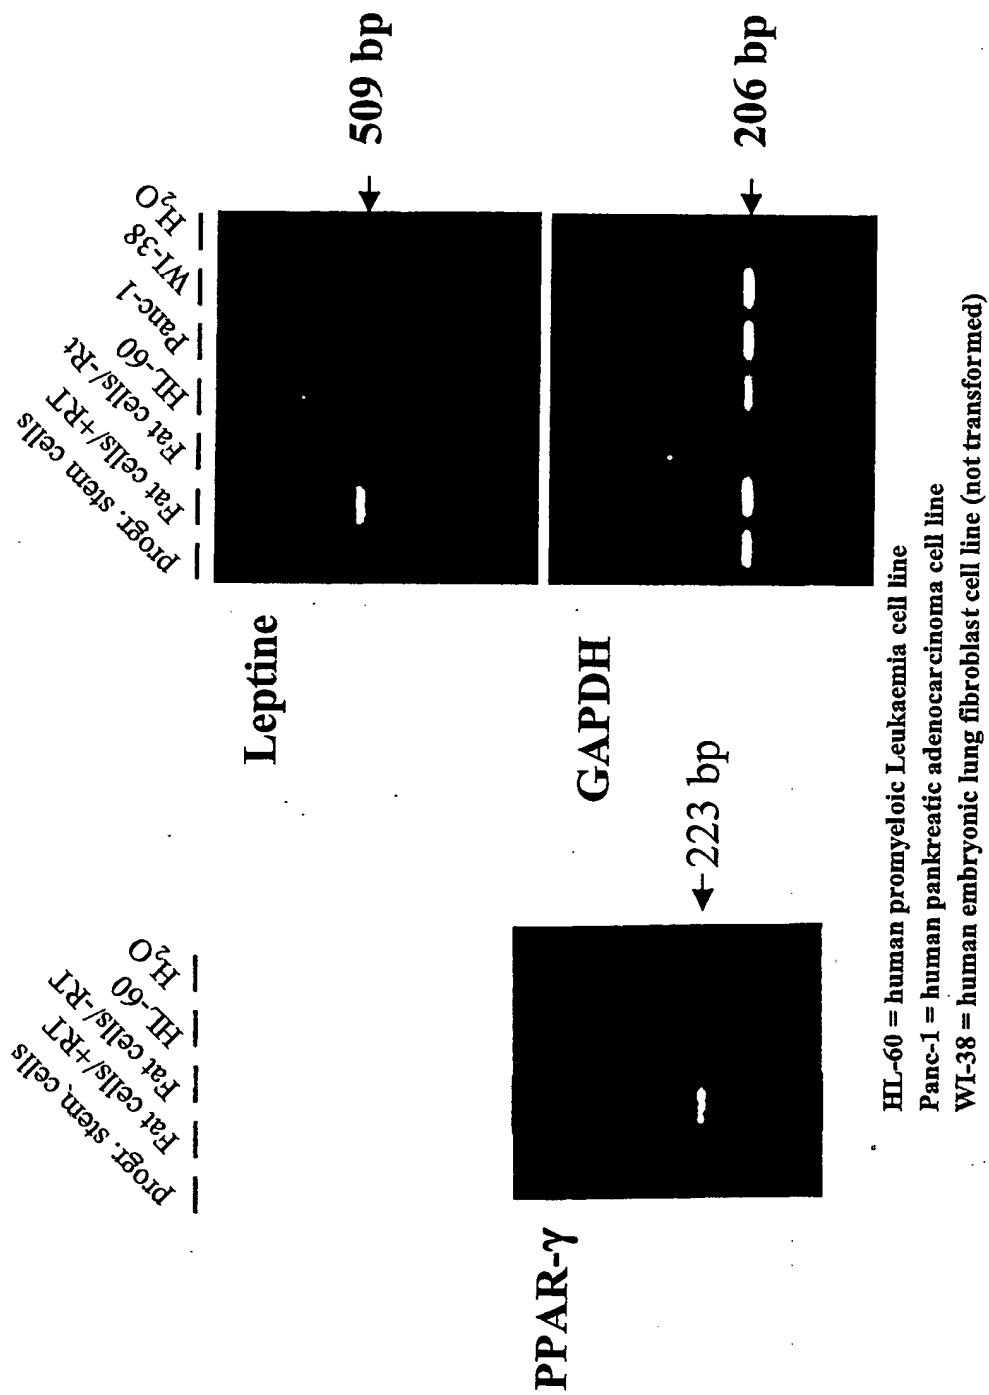 progr. stem cells
Fat cells/+RT
Fat cells/-RT
HL-60
H₂O
PPAR-γ
223 bp
progr. stem cells
Fat cells/+RT
Fat cells/-Rt
HL-60
Panc-1
WI-38
H₂O
Leptine
509 bp
GAPDH
206 bp
HL-60 = human promyeloic Leukaemia cell line
Panc-1 = human pankreatic adenocarcinoma cell line
WI-38 = human embryonic lung fibroblast cell line (not transformed)